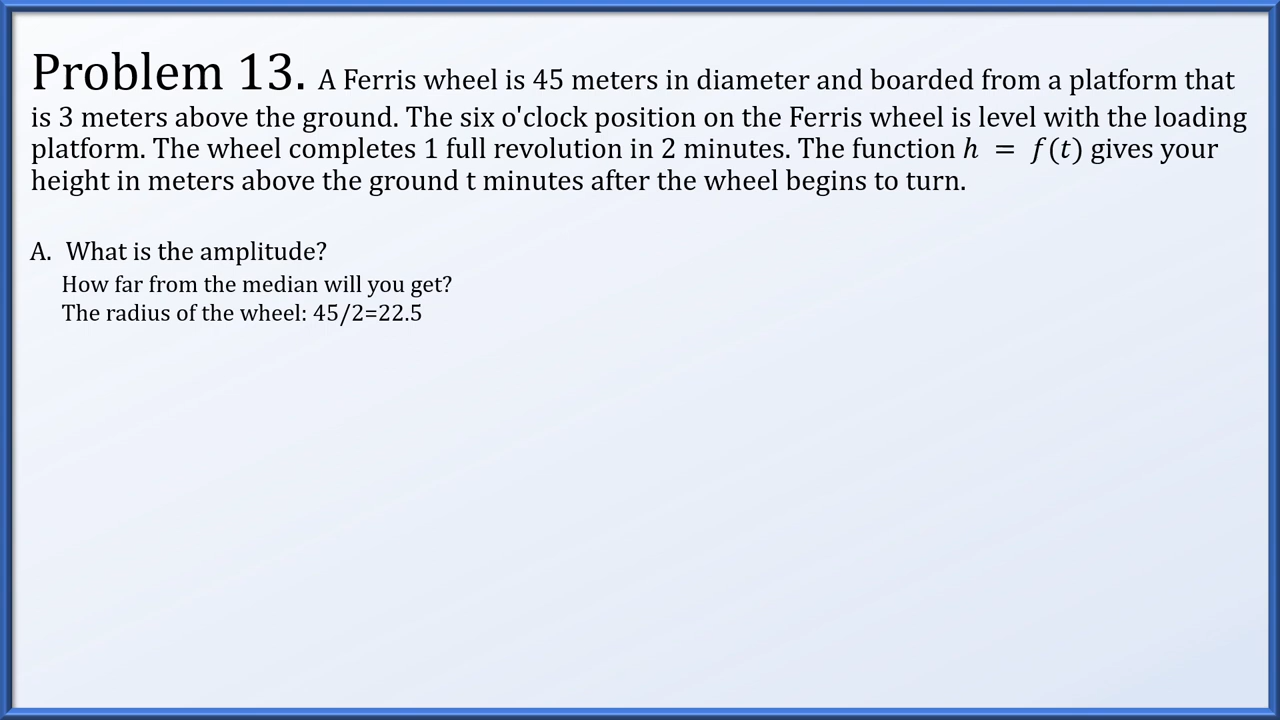 Problem 13. A Ferris wheel is 45 meters in diameter and boarded from a platform that
is 3 meters above the ground. The six o'clock position on the Ferris wheel is level with the loading
platform. The wheel completes 1 full revolution in 2 minutes. The function h = f(t) gives your
height in meters above the ground t minutes after the wheel begins to turn.
A. What is the amplitude?
How far from the median will you get?
The radius of the wheel: 45/2=22.5